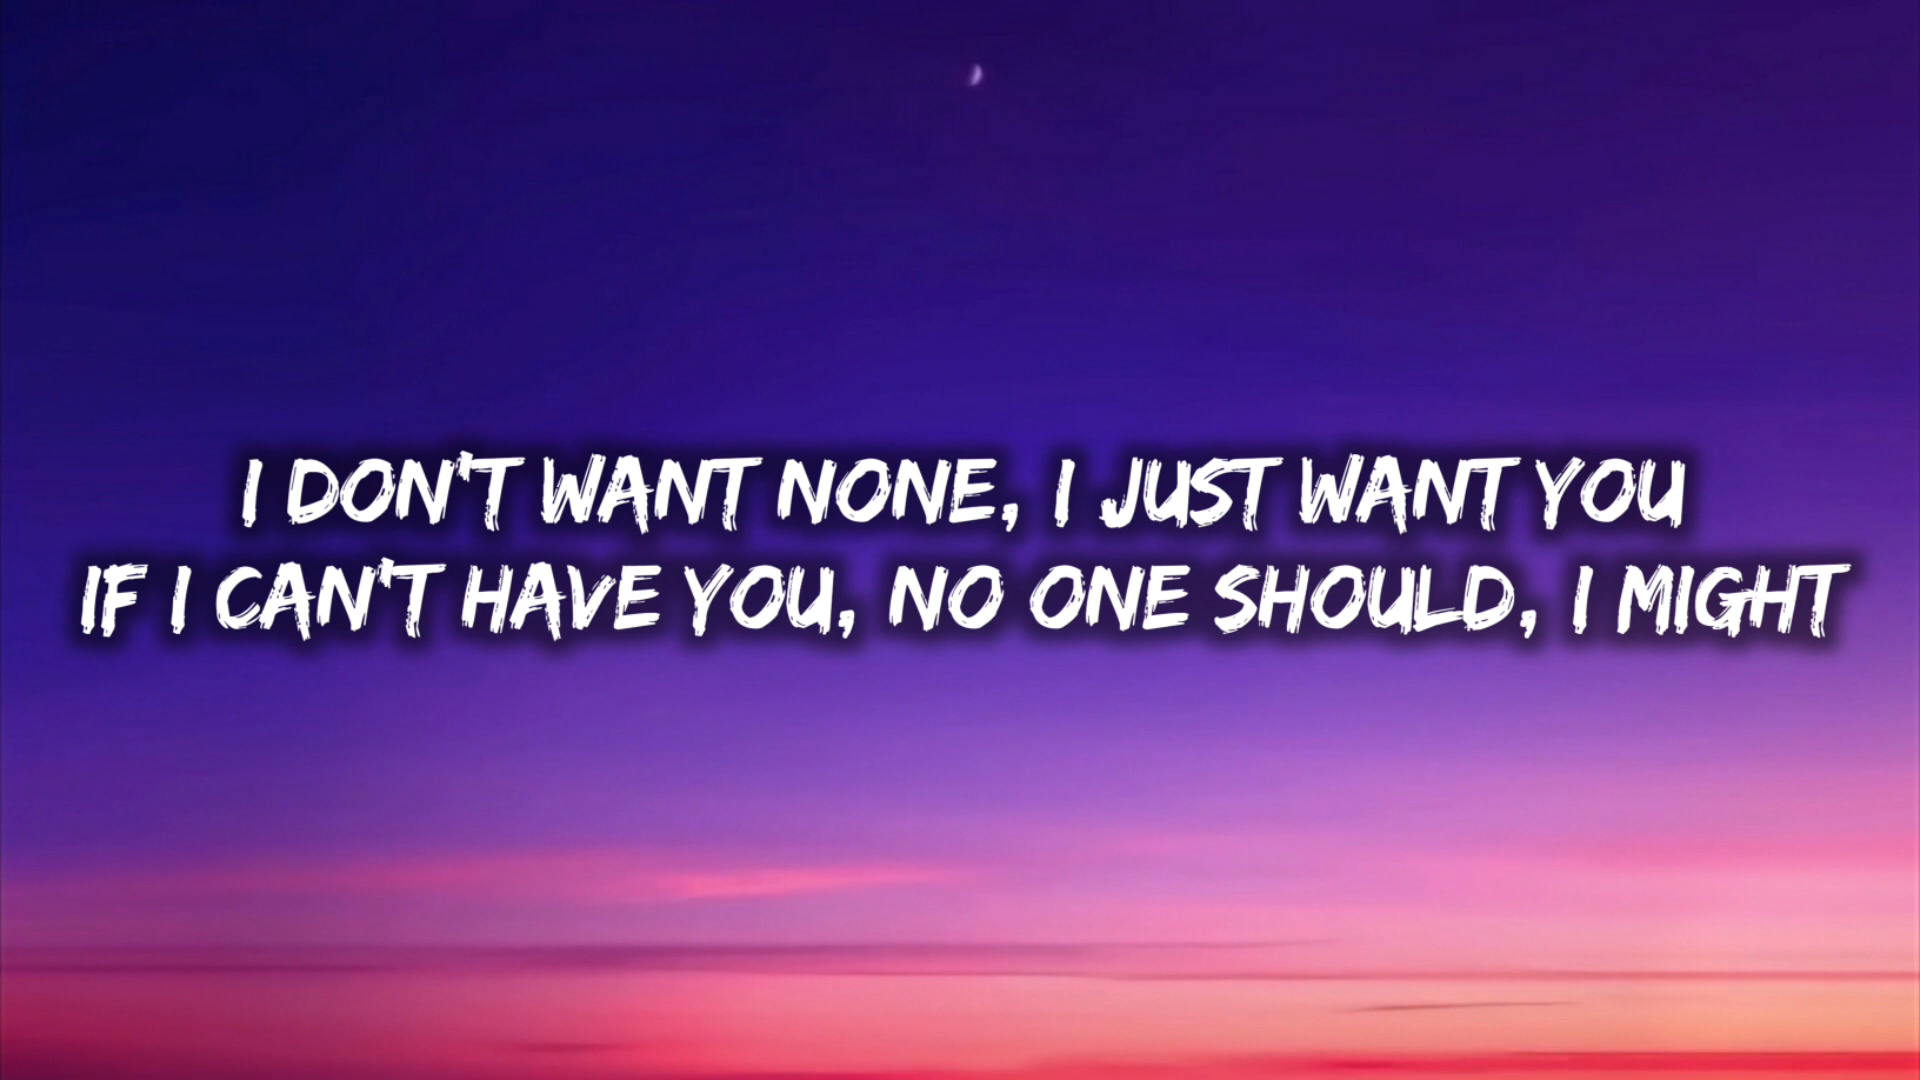 I DON'T WANT NONE, I JUST WANT YOU
IF I CAN'T HAVE YOU, NO ONE SHOULD, I MIGHT